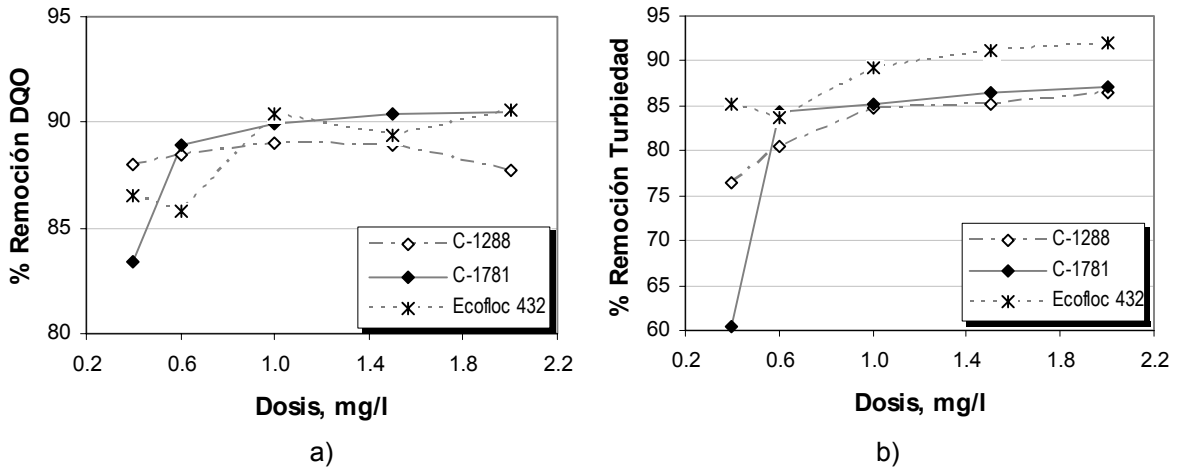 95
90
85
80
% Remoción DQO
C-1288
C-1781
Ecofloc 432
0.2 0.6 1.0 1.4 1.8 2.2
Dosis, mg/l
a)
95
90
85
80
75
70
65
60
% Remoción Turbiedad
C-1288
C-1781
Ecofloc 432
0.2 0.6 1.0 1.4 1.8 2.2
Dosis, mg/l
b)